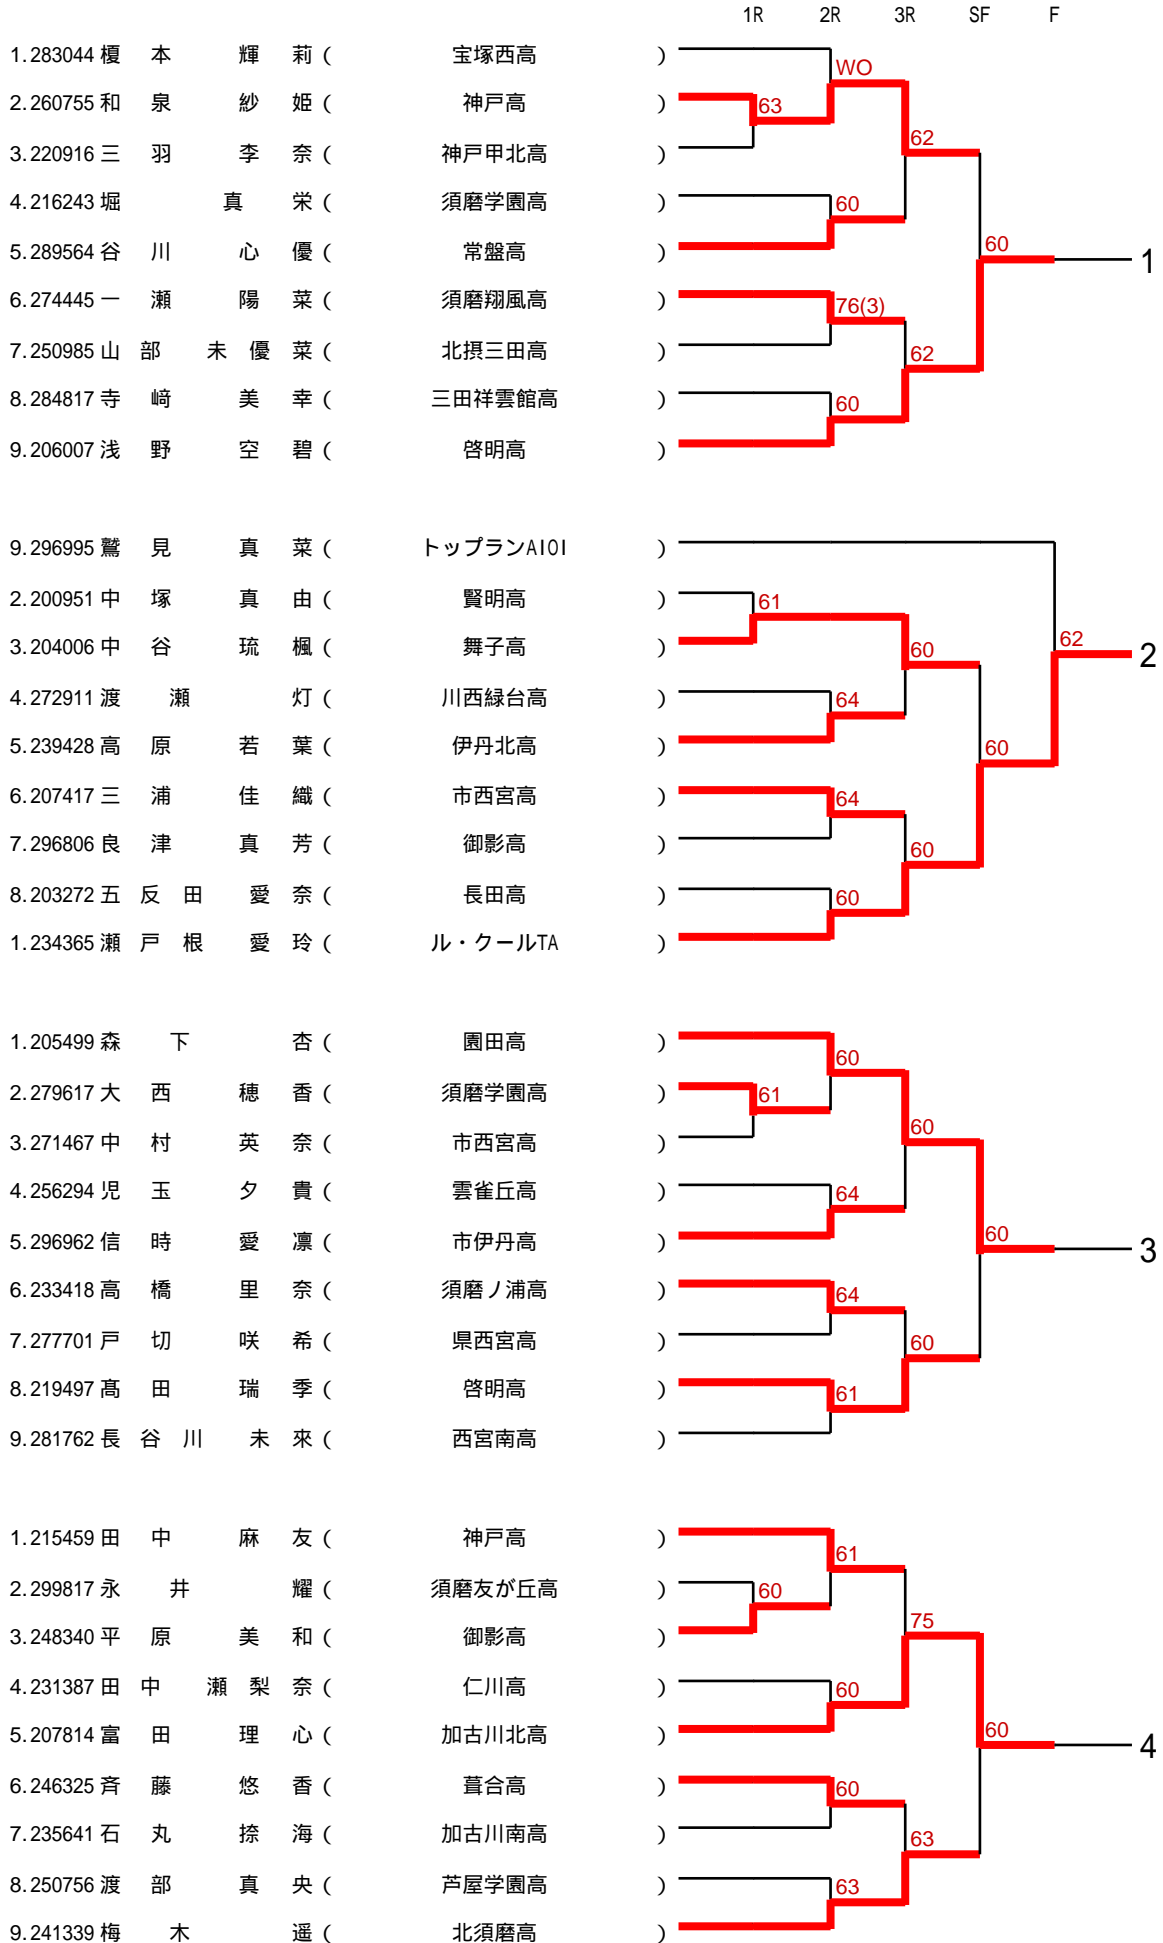 1R 2R 3R SF F
1.283044 榎本 輝莉 ( 宝塚西高 )
WO
2.260755 和泉 紗姫 ( 神戸高 ) 63
62
3.220916 三羽 李奈 ( 神戸甲北高 )
4.216243 堀 真栄 ( 須磨学園高 ) 60
5.289564 谷川 心優 ( 常盤高 ) 60
1
6.274445 一瀬 陽菜 ( 須磨翔風高 ) 76(3)
7.250985 山部 未優菜 ( 北摂三田高 ) 62
8.284817 寺﨑 美幸 ( 三田祥雲館高 ) 60
9.206007 浅野 空碧 ( 啓明高 )
9.296995 鷲見 真菜 ( トップランAIOI )
2.200951 中塚 真由 ( 賢明高 ) 61
3.204006 中谷 琉楓 ( 舞子高 ) 60 62 2
4.272911 渡瀬 灯 ( 川西緑台高 ) 64
5.239428 高原 若葉 ( 伊丹北高 ) 60
6.207417 三浦 佳織 ( 市西宮高 ) 64
7.296806 良津 真芳 ( 御影高 ) 60
8.203272 五反田 愛奈 ( 長田高 ) 60
1.234365 瀬戸根 愛玲 ( ル・クールTA )
1.205499 森下 杏 ( 園田高 ) 60
2.279617 大西 穂香 ( 須磨学園高 ) 61
60
3.271467 中村 英奈 ( 市西宮高 )
4.256294 児玉 夕貴 ( 雲雀丘高 ) 64
5.296962 信時 愛凛 ( 市伊丹高 ) 60 3
6.233418 高橋 里奈 ( 須磨ノ浦高 ) 64
7.277701 戸切 咲希 ( 県西宮高 ) 60
8.219497 髙田 瑞季 ( 啓明高 ) 61
9.281762 長谷川 未來 ( 西宮南高 )
1.215459 田中 麻友 ( 神戸高 ) 61
2.299817 永井 耀 ( 須磨友が丘高 ) 60
3.248340 平原 美和 ( 御影高 ) 75
4.231387 田中 瀬梨奈 ( 仁川高 ) 60
5.207814 富田 理心 ( 加古川北高 ) 60 4
6.246325 斉藤 悠香 ( 葺合高 ) 60
7.235641 石丸 捺海 ( 加古川南高 ) 63
8.250756 渡部 真央 ( 芦屋学園高 ) 63
9.241339 梅木 遥 ( 北須磨高 )